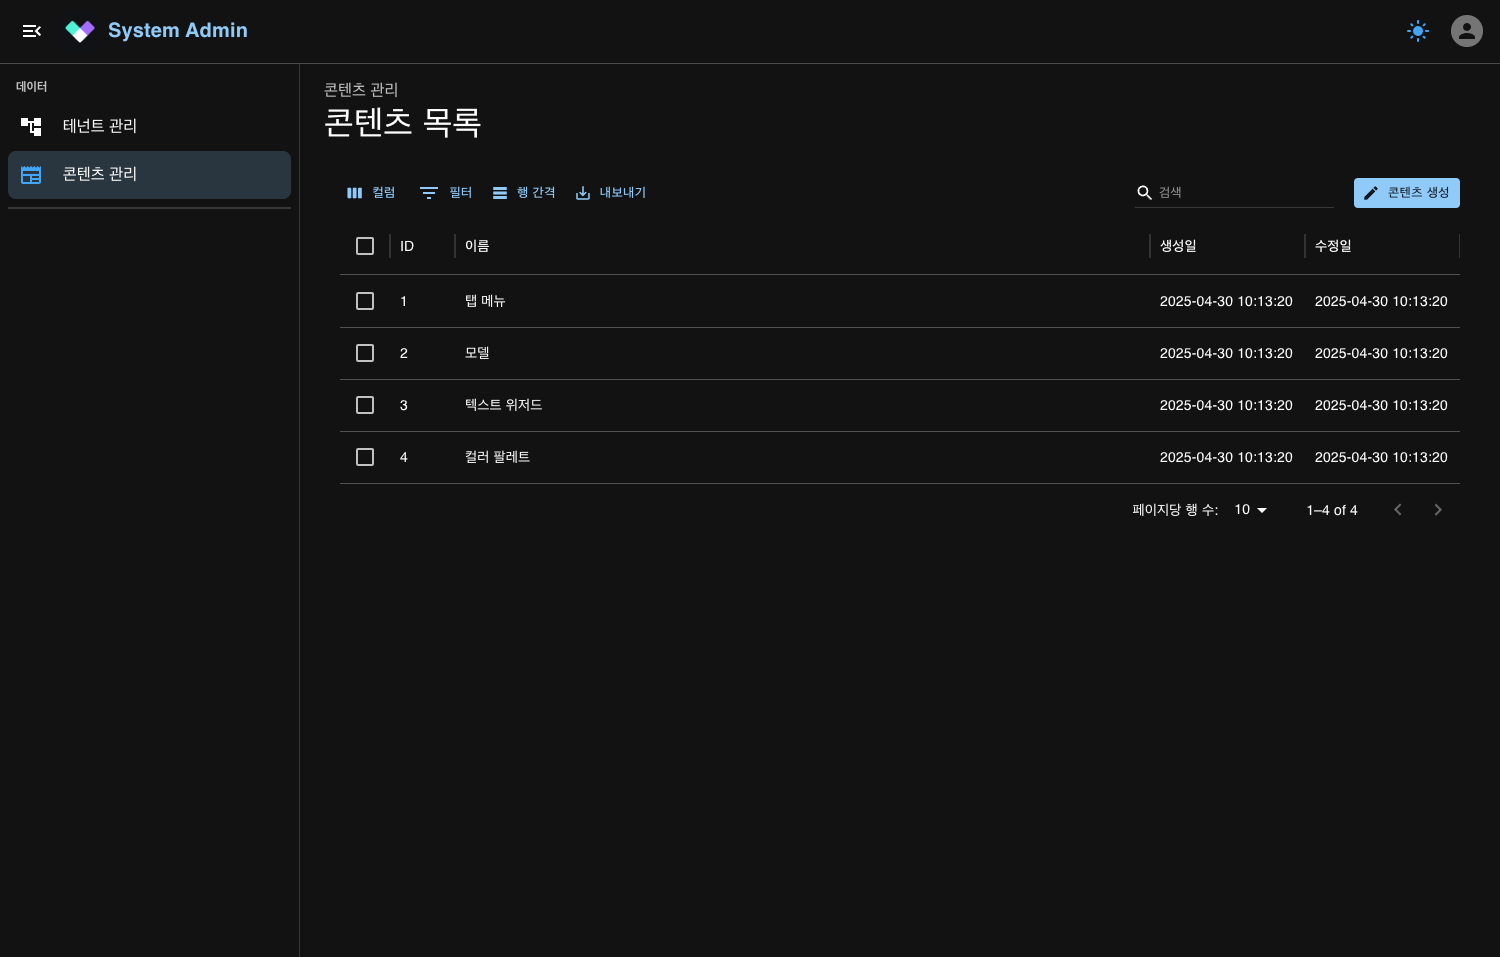 System Admin
데이터
테넌트 관리
콘텐츠 관리
콘텐츠 관리
콘텐츠 목록
컬럼 필터 행 간격 내보내기 검색 콘텐츠 생성
ID 이름 생성일 수정일
1 탭 메뉴 2025-04-30 10:13:20 2025-04-30 10:13:20
2 모델 2025-04-30 10:13:20 2025-04-30 10:13:20
3 텍스트 위저드 2025-04-30 10:13:20 2025-04-30 10:13:20
4 컬러 팔레트 2025-04-30 10:13:20 2025-04-30 10:13:20
페이지당 행 수: 10 1–4 of 4